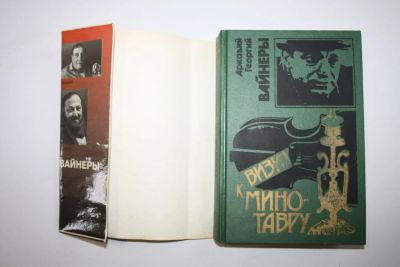 ВАЙНЕРЫ
Аркадий
Георгий
ВАЙНЕРЫ
ВИЗИТ
К
МИНО-
ТАВРУ